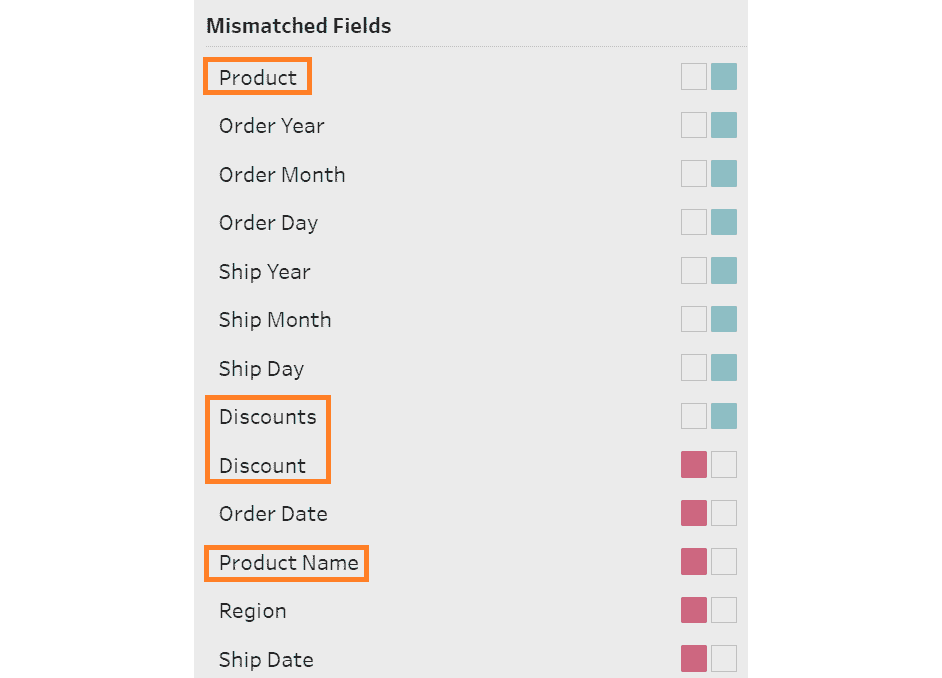 Mismatched Fields
Product
Order Year
Order Month
Order Day
Ship Year
Ship Month
Ship Day
Discounts
Discount
Order Date
Product Name
Region
Ship Date